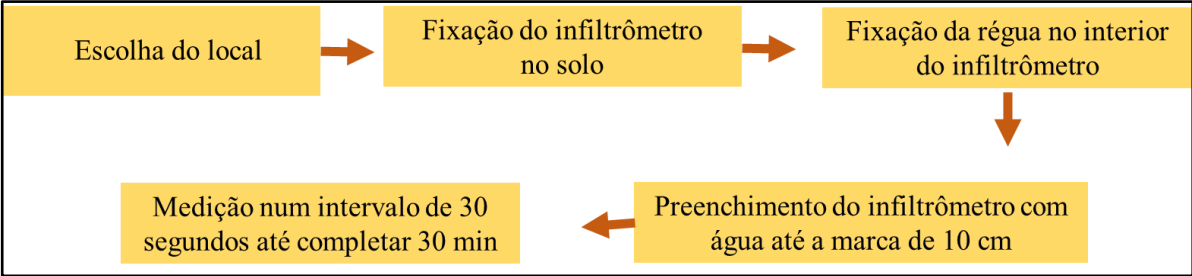 Escolha do local
Fixação do infiltrômetro
no solo
Fixação da régua no interior
do infiltrômetro
Preenchimento do infiltrômetro com
água até a marca de 10 cm
Medição num intervalo de 30
segundos até completar 30 min